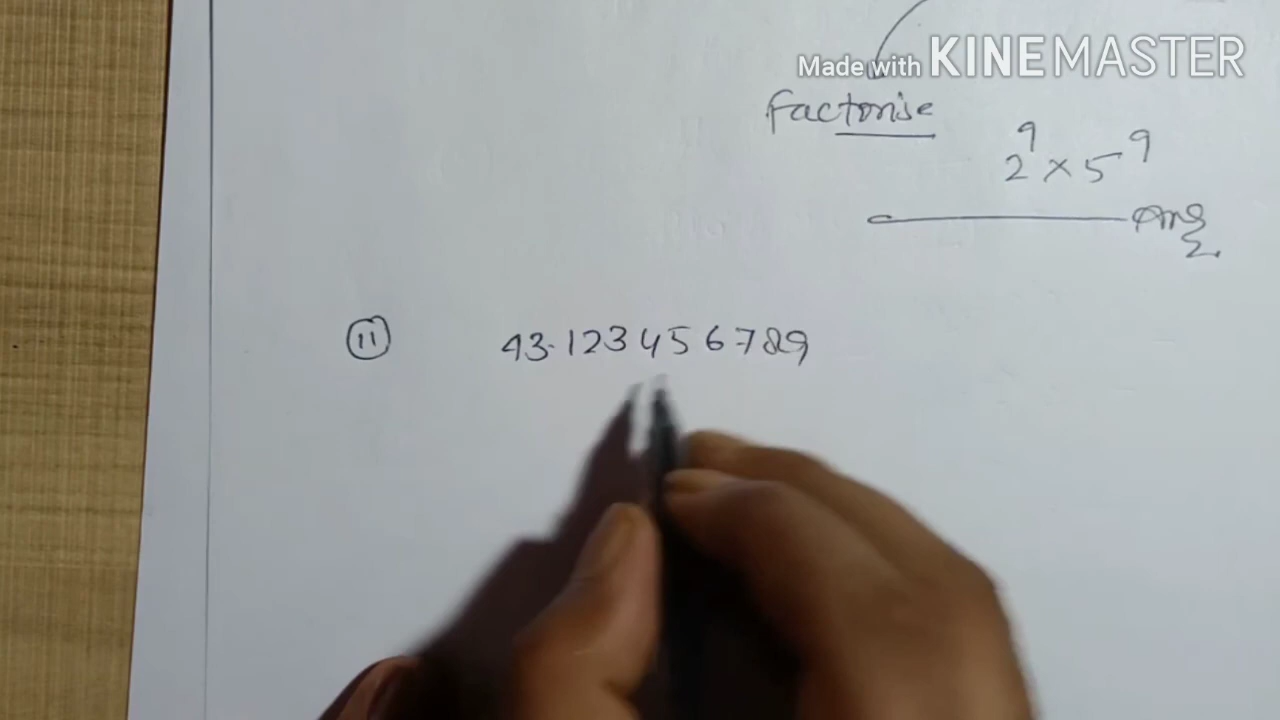 Made with KINEMASTER
Factorise
2⁹ × 5⁹
Ans
(11) 43.123456789